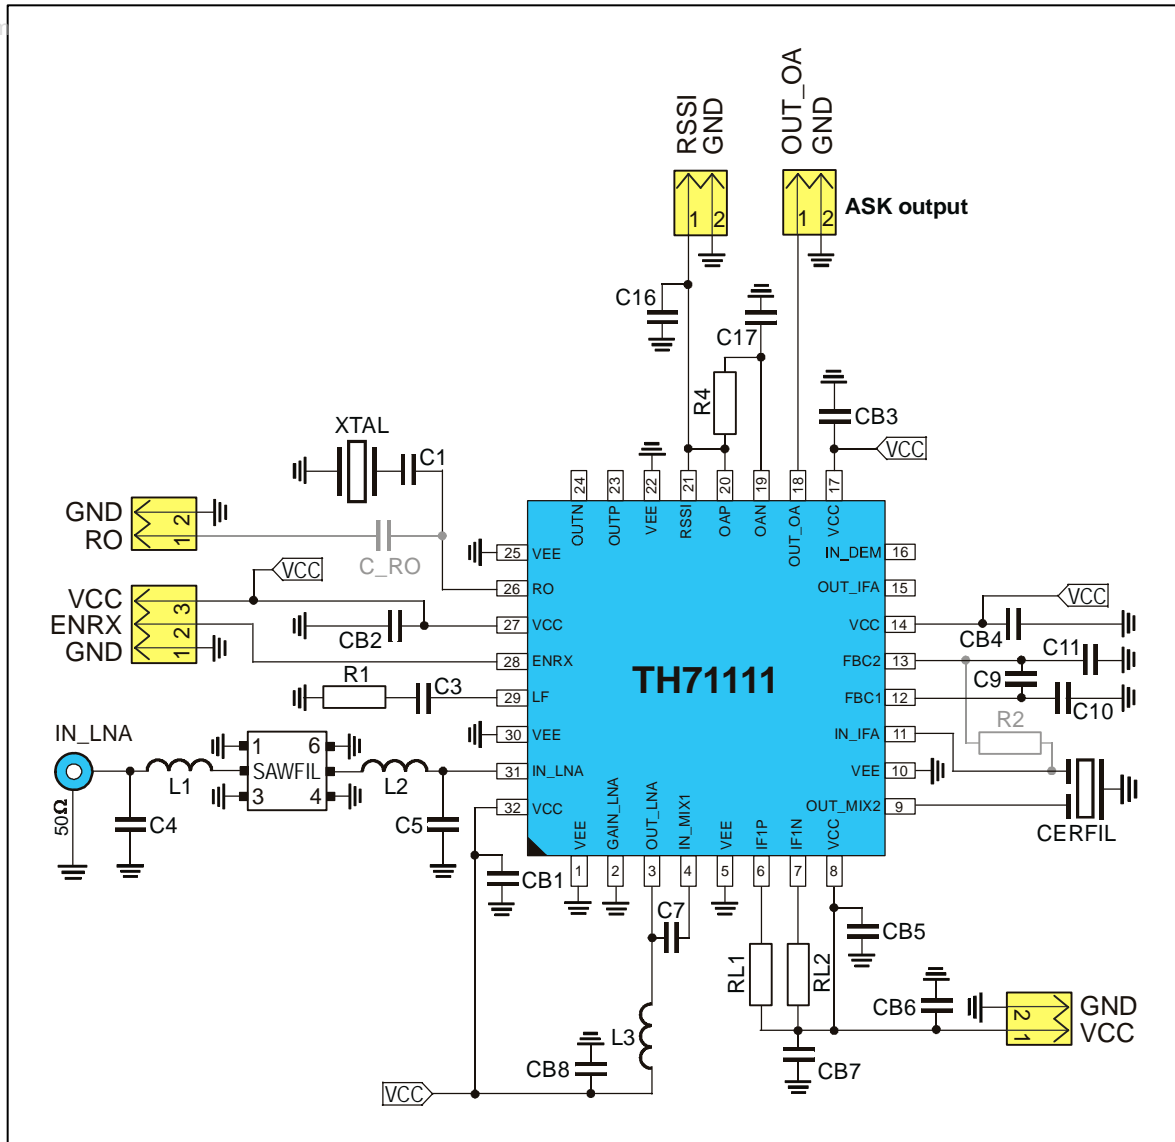 RSSI
GND
OUT_OA
GND
1
2
1
2
ASK output
C16
C17
R4
CB3
VCC
XTAL
C1
GND
RO
2
1
C_RO
VCC
ENRX
GND
3
2
1
VCC
CB2
R1
C3
24
23
22
21
20
19
18
17
OUTN
OUTP
VEE
RSSI
OAP
OAN
OUT_OA
VCC
25
VEE
26
RO
27
VCC
28
ENRX
29
LF
30
VEE
31
IN_LNA
32
VCC
TH71111
IN_DEM
16
OUT_IFA
15
VCC
14
FBC2
13
FBC1
12
IN_IFA
11
VEE
10
OUT_MIX2
9
VCC
CB4
C11
C9
C10
R2
CERFIL
IN_LNA
50Ω
L1
1
6
SAWFIL
3
4
L2
C4
C5
CB1
VEE
GAIN_LNA
OUT_LNA
IN_MIX1
VEE
IF1P
IF1N
VCC
1
2
3
4
5
6
7
8
C7
CB5
RL1
RL2
CB6
GND
VCC
2
1
L3
CB8
CB7
VCC